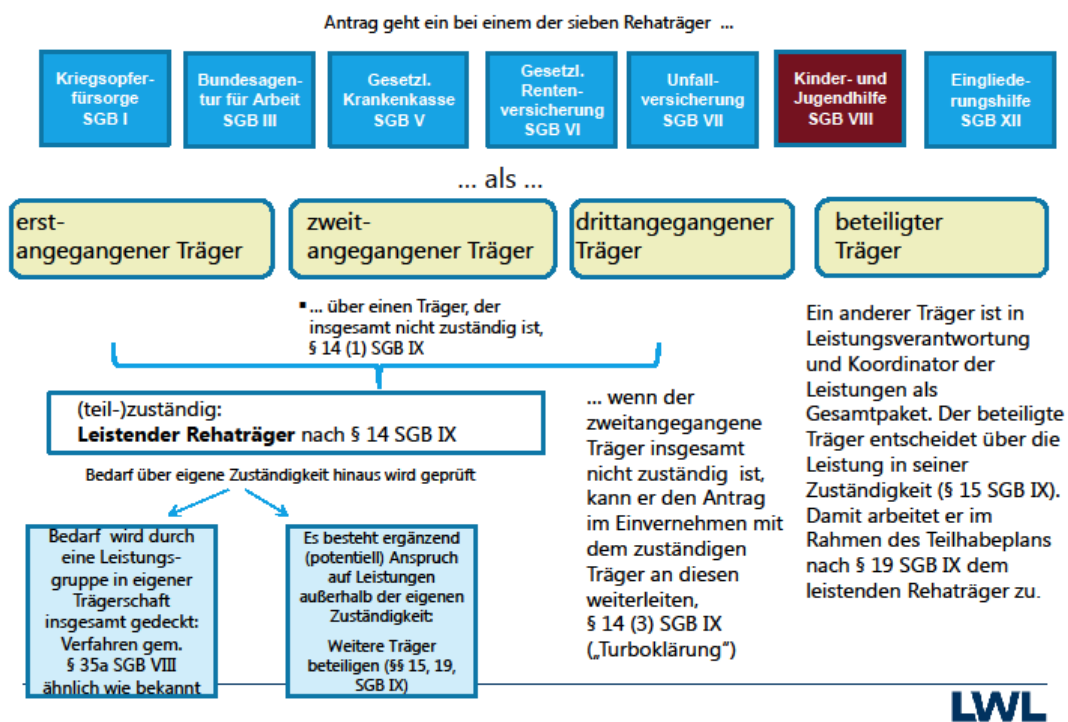 Antrag geht ein bei einem der sieben Rehaträger ...
Kriegsopfer-
fürsorge
SGB I
Bundesagen-
tur für Arbeit
SGB III
Gesetzl.
Krankenkasse
SGB V
Gesetzl.
Renten-
versicherung
SGB VI
Unfall-
versicherung
SGB VII
Kinder- und
Jugendhilfe
SGB VIII
Eingliede-
rungshilfe
SGB XII
... als ...
erst-
angegangener Träger
zweit-
angegangener Träger
drittangegangener
Träger
beteiligter
Träger
▪ ... über einen Träger, der
insgesamt nicht zuständig ist,
§ 14 (1) SGB IX
(teil-)zuständig:
Leistender Rehaträger nach § 14 SGB IX
Bedarf über eigene Zuständigkeit hinaus wird geprüft
Bedarf wird durch
eine Leistungs-
gruppe in eigener
Trägerschaft
insgesamt gedeckt:
Verfahren gem.
§ 35a SGB VIII
ähnlich wie bekannt
Es besteht ergänzend
(potentiell) Anspruch
auf Leistungen
außerhalb der eigenen
Zuständigkeit:
Weitere Träger
beteiligen (§§ 15, 19,
SGB IX)
... wenn der
zweitangegangene
Träger insgesamt
nicht zuständig ist,
kann er den Antrag
im Einvernehmen mit
dem zuständigen
Träger an diesen
weiterleiten,
§ 14 (3) SGB IX
(„Turboklärung")
Ein anderer Träger ist in
Leistungsverantwortung
und Koordinator der
Leistungen als
Gesamtpaket. Der beteiligte
Träger entscheidet über die
Leistung in seiner
Zuständigkeit (§ 15 SGB IX).
Damit arbeitet er im
Rahmen des Teilhabeplans
nach § 19 SGB IX dem
leistenden Rehaträger zu.
LWL